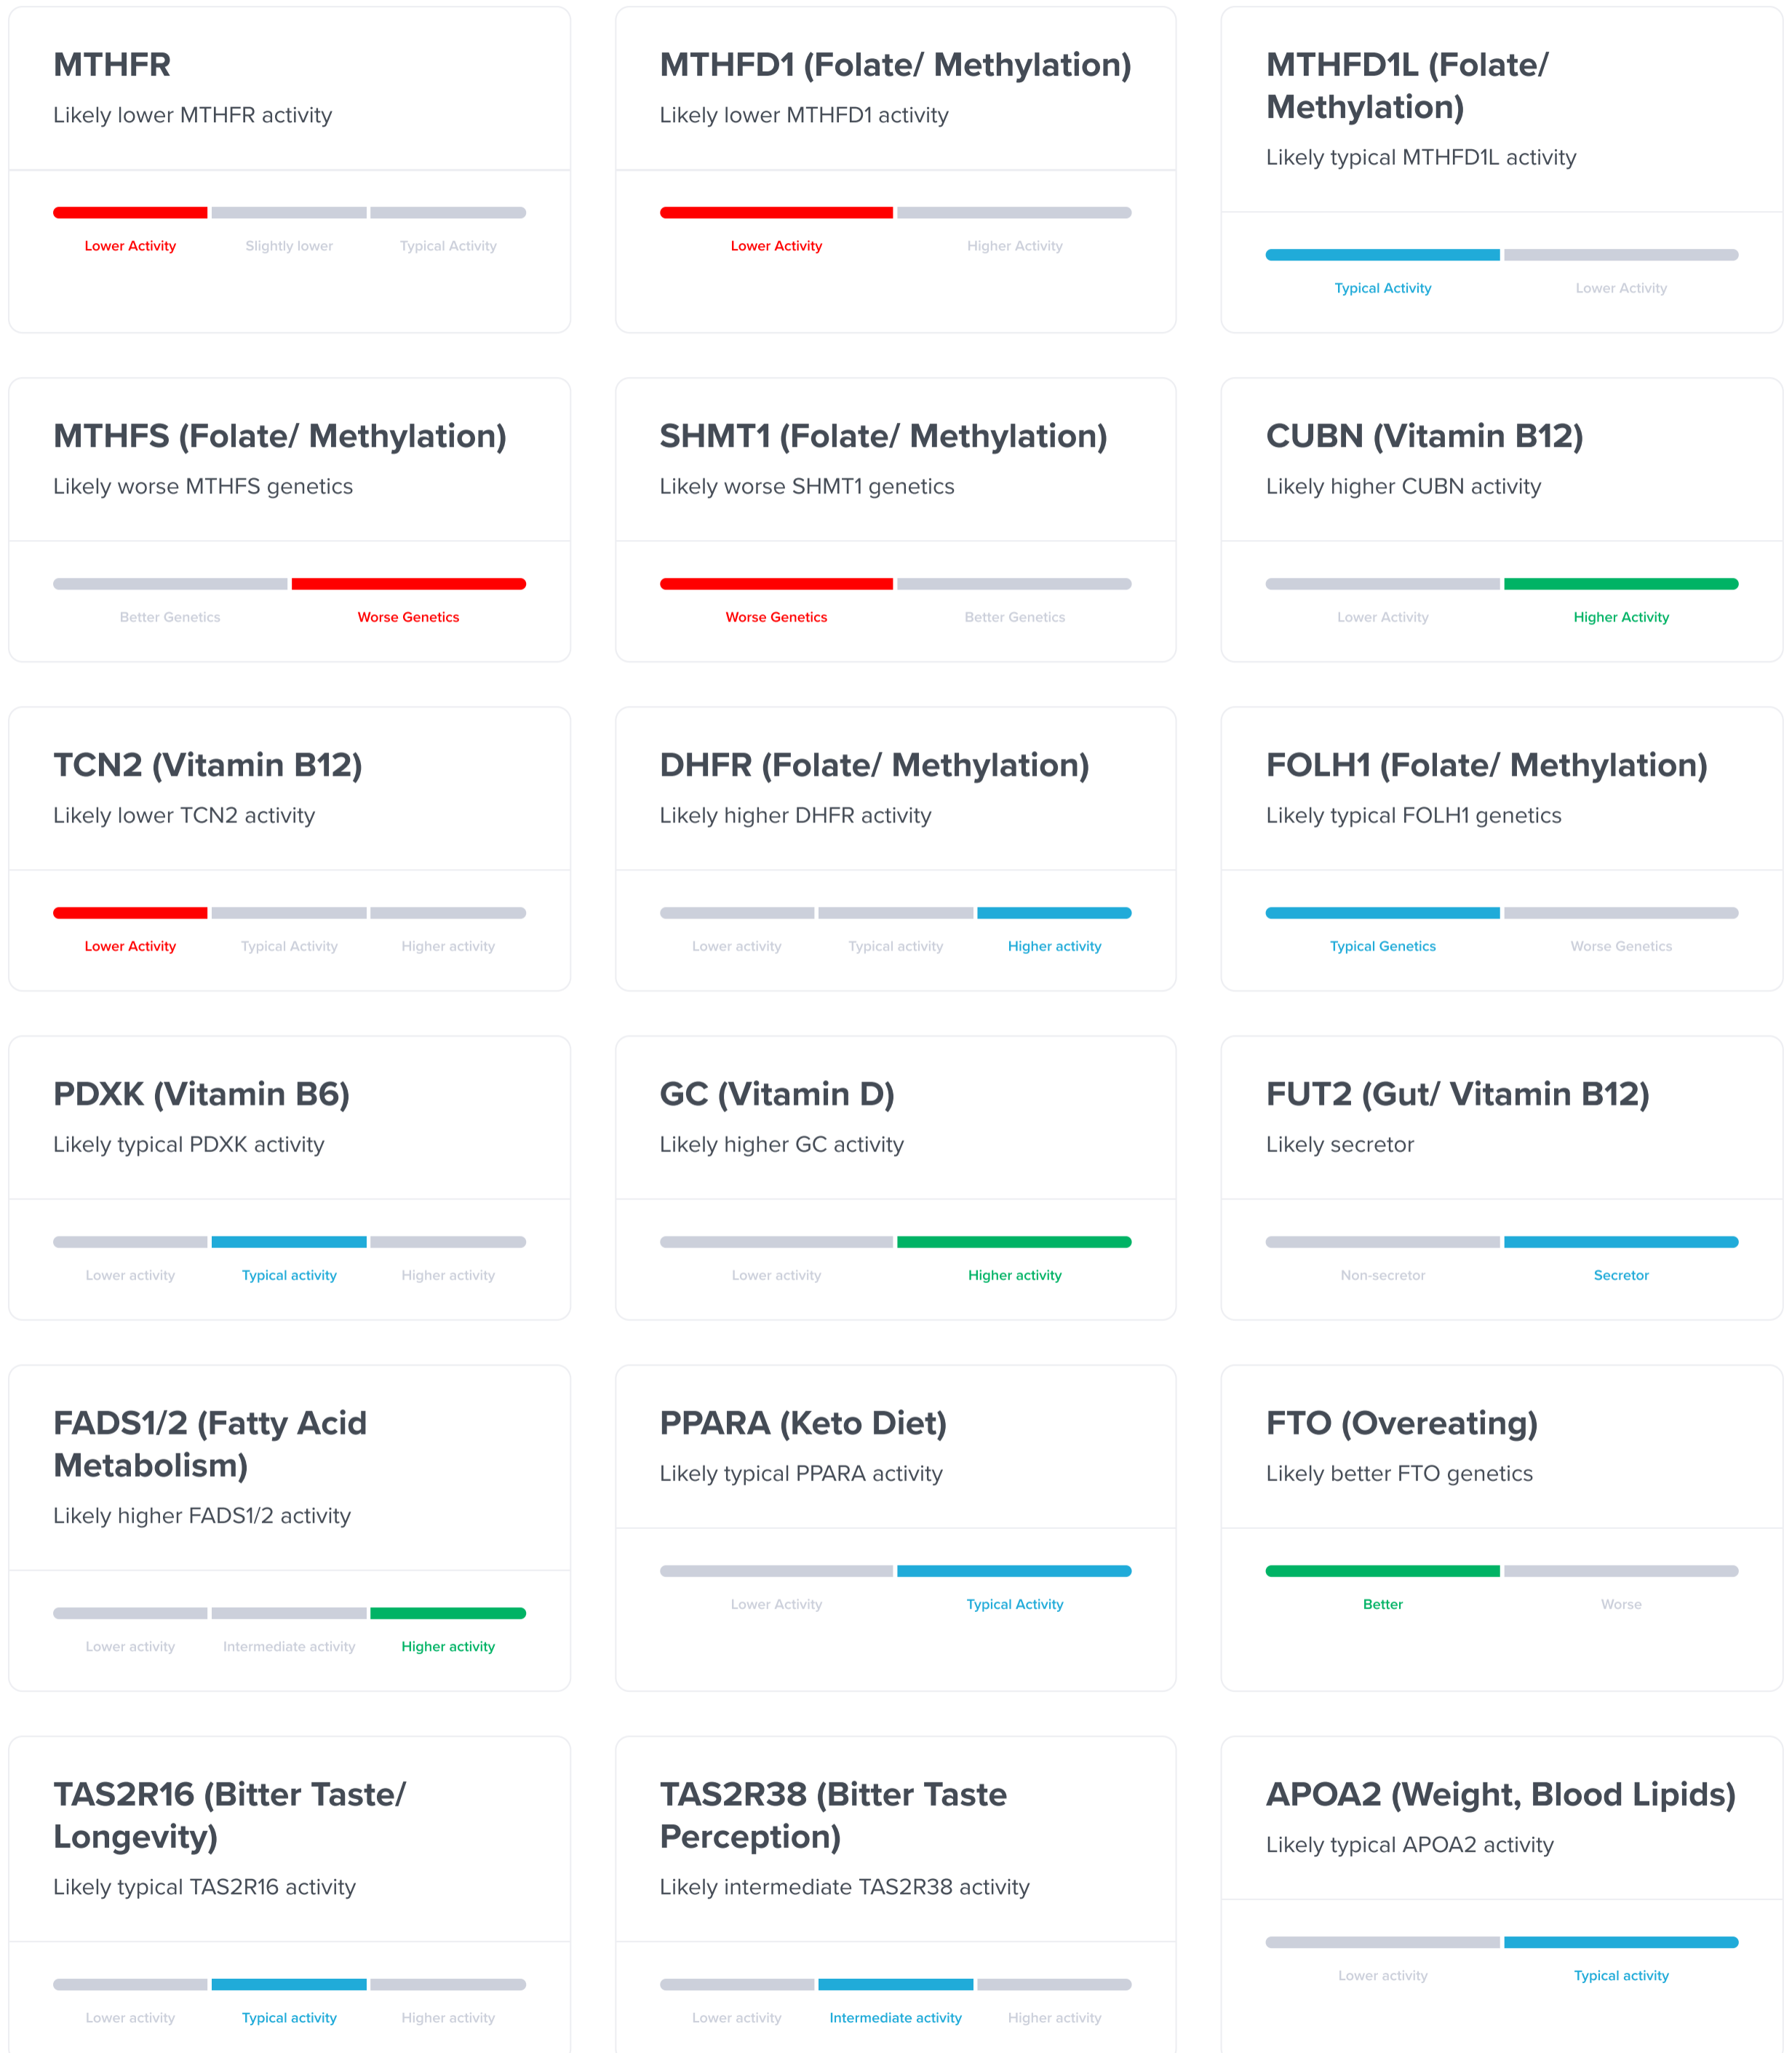 MTHFR
Likely lower MTHFR activity
Lower Activity
Slightly lower
Typical Activity
MTHFD1 (Folate/ Methylation)
Likely lower MTHFD1 activity
Lower Activity
Higher Activity
MTHFD1L (Folate/
Methylation)
Likely typical MTHFD1L activity
Typical Activity
Lower Activity
MTHFS (Folate/ Methylation)
Likely worse MTHFS genetics
Better Genetics
Worse Genetics
SHMT1 (Folate/ Methylation)
Likely worse SHMT1 genetics
Worse Genetics
Better Genetics
CUBN (Vitamin B12)
Likely higher CUBN activity
Lower Activity
Higher Activity
TCN2 (Vitamin B12)
Likely lower TCN2 activity
Lower Activity
Typical Activity
Higher activity
DHFR (Folate/ Methylation)
Likely higher DHFR activity
Lower activity
Typical activity
Higher activity
FOLH1 (Folate/ Methylation)
Likely typical FOLH1 genetics
Typical Genetics
Worse Genetics
PDXK (Vitamin B6)
Likely typical PDXK activity
Lower activity
Typical activity
Higher activity
GC (Vitamin D)
Likely higher GC activity
Lower activity
Higher activity
FUT2 (Gut/ Vitamin B12)
Likely secretor
Non-secretor
Secretor
FADS1/2 (Fatty Acid
Metabolism)
Likely higher FADS1/2 activity
Lower activity
Intermediate activity
Higher activity
PPARA (Keto Diet)
Likely typical PPARA activity
Lower Activity
Typical Activity
FTO (Overeating)
Likely better FTO genetics
Better
Worse
TAS2R16 (Bitter Taste/
Longevity)
Likely typical TAS2R16 activity
Lower activity
Typical activity
Higher activity
TAS2R38 (Bitter Taste
Perception)
Likely intermediate TAS2R38 activity
Lower activity
Intermediate activity
Higher activity
APOA2 (Weight, Blood Lipids)
Likely typical APOA2 activity
Lower activity
Typical activity